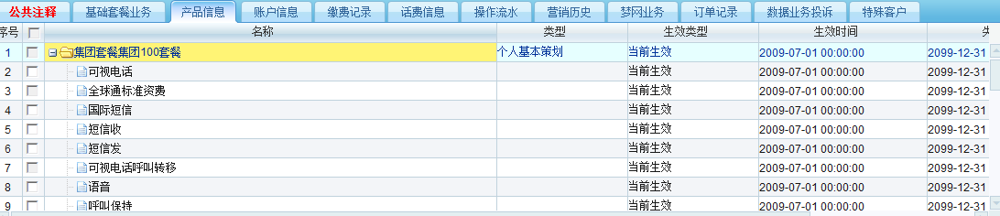 公共注释 基础套餐业务 产品信息 账户信息 缴费记录 话费信息 操作流水 营销历史 梦网业务 订单记录 数据业务投诉 特殊客户
序号 名称 类型 生效类型 生效时间
1 集团套餐集团100套餐 个人基本策划 当前生效 2009-07-01 00:00:00 2099-12-31
2 可视电话 当前生效 2009-07-01 00:00:00 2099-12-31
3 全球通标准资费 当前生效 2009-07-01 00:00:00 2099-12-31
4 国际短信 当前生效 2009-07-01 00:00:00 2099-12-31
5 短信收 当前生效 2009-07-01 00:00:00 2099-12-31
6 短信发 当前生效 2009-07-01 00:00:00 2099-12-31
7 可视电话呼叫转移 当前生效 2009-07-01 00:00:00 2099-12-31
8 语音 当前生效 2009-07-01 00:00:00 2099-12-31
9 呼叫保持 当前生效 2009-07-01 00:00:00 2099-12-31